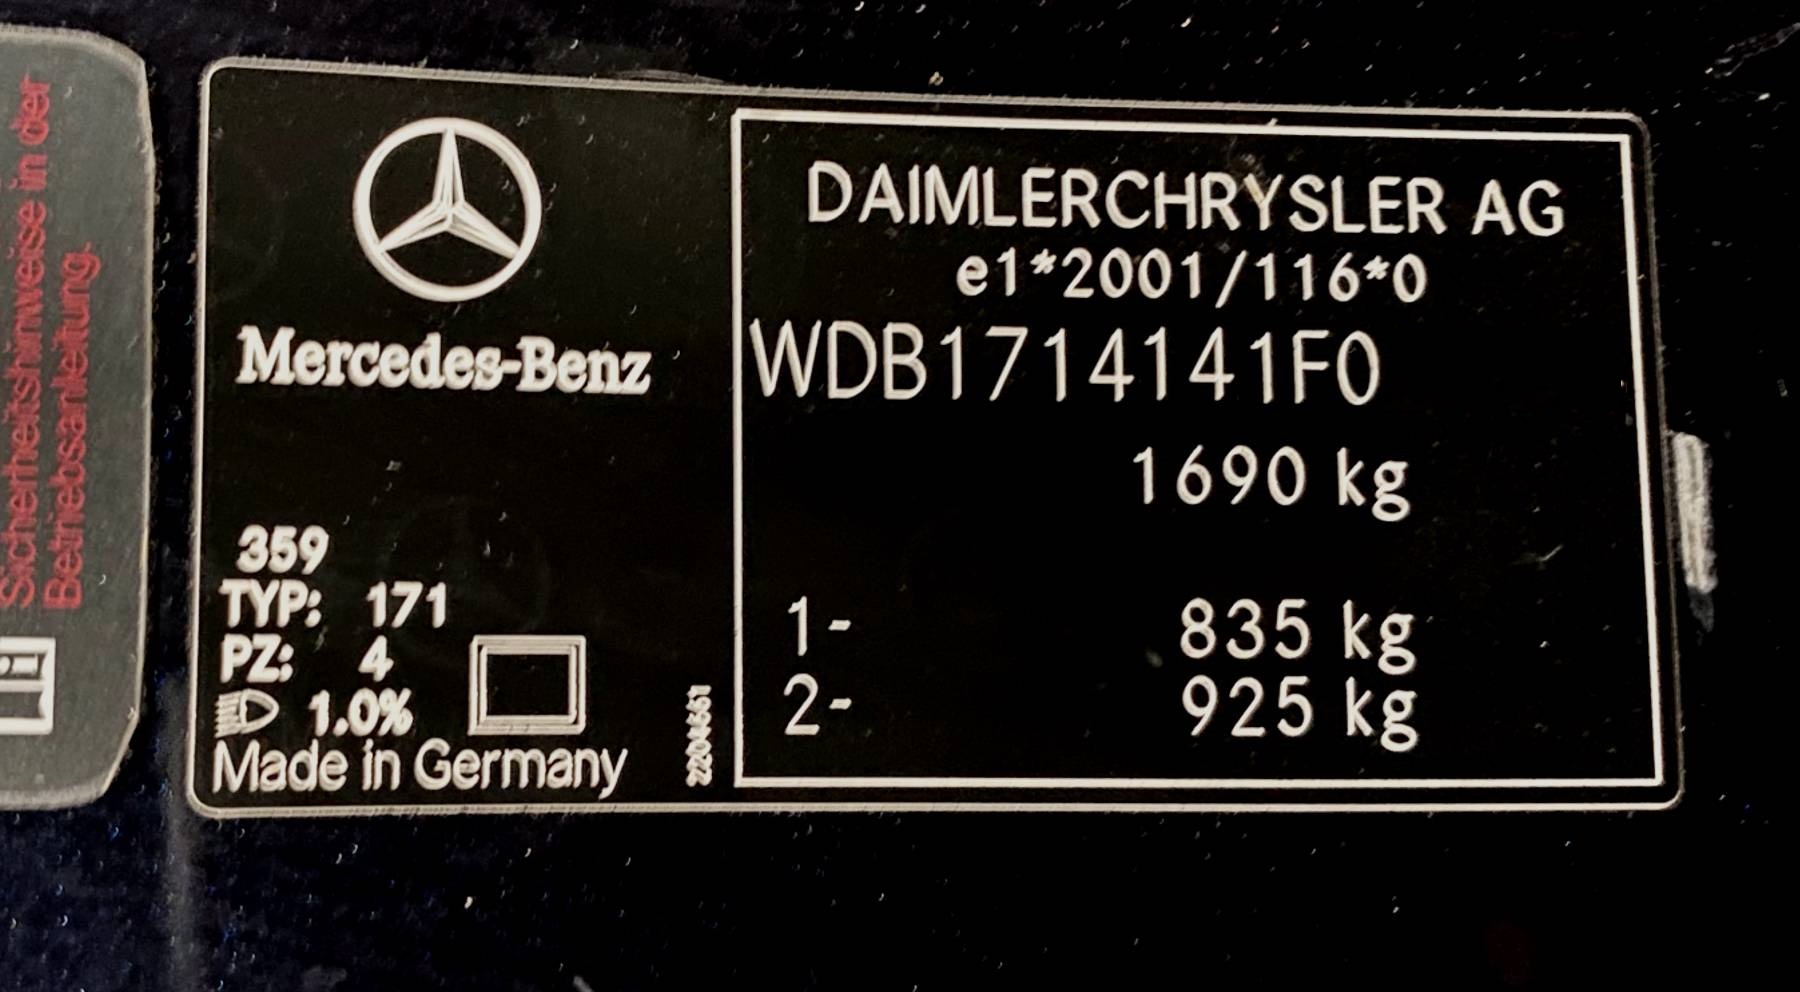 Sicherheitshinweise in der
Betriebsanleitung.
Mercedes-Benz
359
TYP: 171
PZ: 4
1.0%
Made in Germany
DAIMLERCHRYSLER AG
e1*2001/116*0
WDB1714141F0
1690 kg
1- 835 kg
2- 925 kg